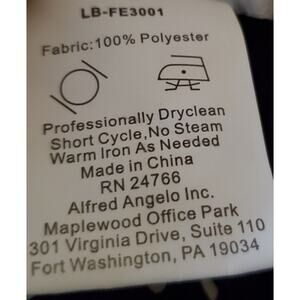 LB-FE3001
Fabric:100% Polyester
Professionally Dryclean
Short Cycle,No Steam
Warm Iron As Needed
Made in China
RN 24766
Alfred Angelo Inc.
Maplewood Office Park
301 Virginia Drive, Suite 110
Fort Washington, PA 19034